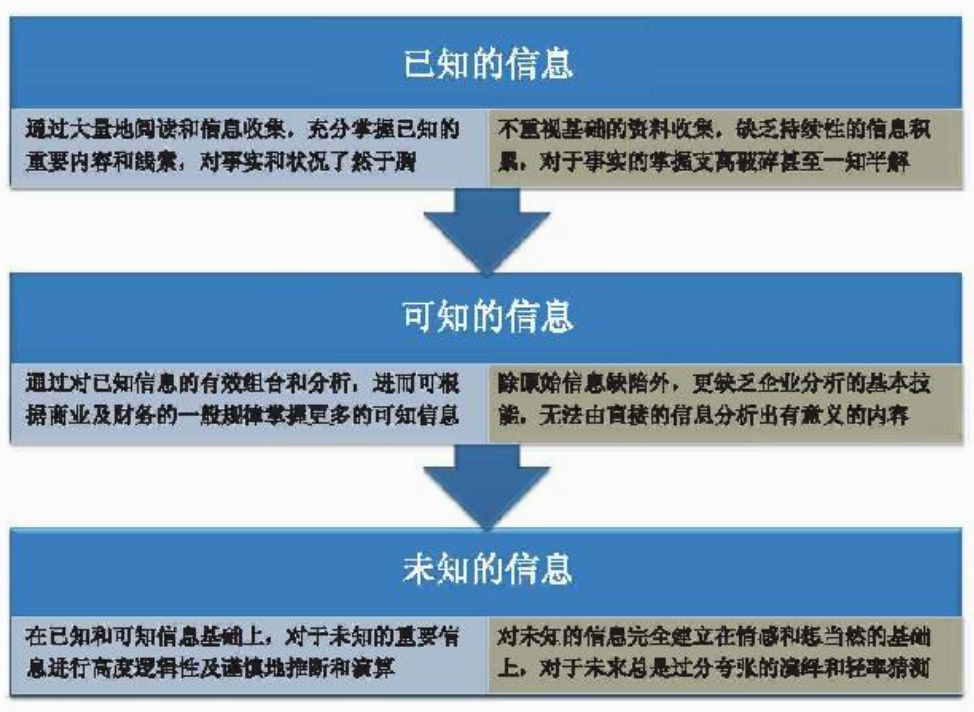 已知的信息
通过大量地阅读和信息收集，充分掌握已知的
重要内容和线索，对事实和状况了然于胸
不重视基础的资料收集，缺乏持续性的信息积
累，对于事实的掌握支离破碎甚至一知半解
可知的信息
通过对已知信息的有效组合和分析，进而可根
据商业及财务的一般规律掌握更多的可知信息
除原始信息缺陷外，更缺乏企业分析的基本技
能，无法由直接的信息分析出有意义的内容
未知的信息
在已知和可知信息基础上，对于未知的重要信
息进行高度逻辑性及谨慎地推断和演算
对未知的信息完全建立在情感和想当然的基础
上，对于未来总是过分夸张的演绎和轻率猜测